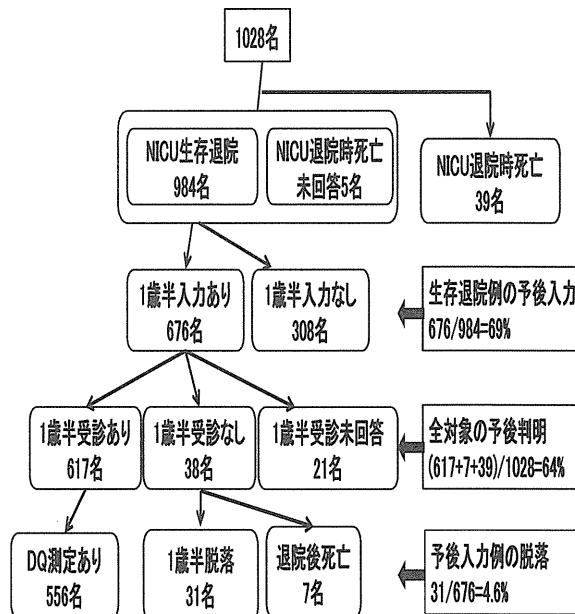 1028名
NICU生存退院
984名
NICU退院時死亡
未回答5名
NICU退院時死亡
39名
1歳半入力あり
676名
1歳半入力なし
308名
生存退院例の予後入力
676/984=69%
1歳半受診あり
617名
1歳半受診なし
38名
1歳半受診未回答
21名
全対象の予後判明
(617+7+39)/1028=64%
DQ測定あり
556名
1歳半脱落
31名
退院後死亡
7名
予後入力例の脱落
31/676=4.6%